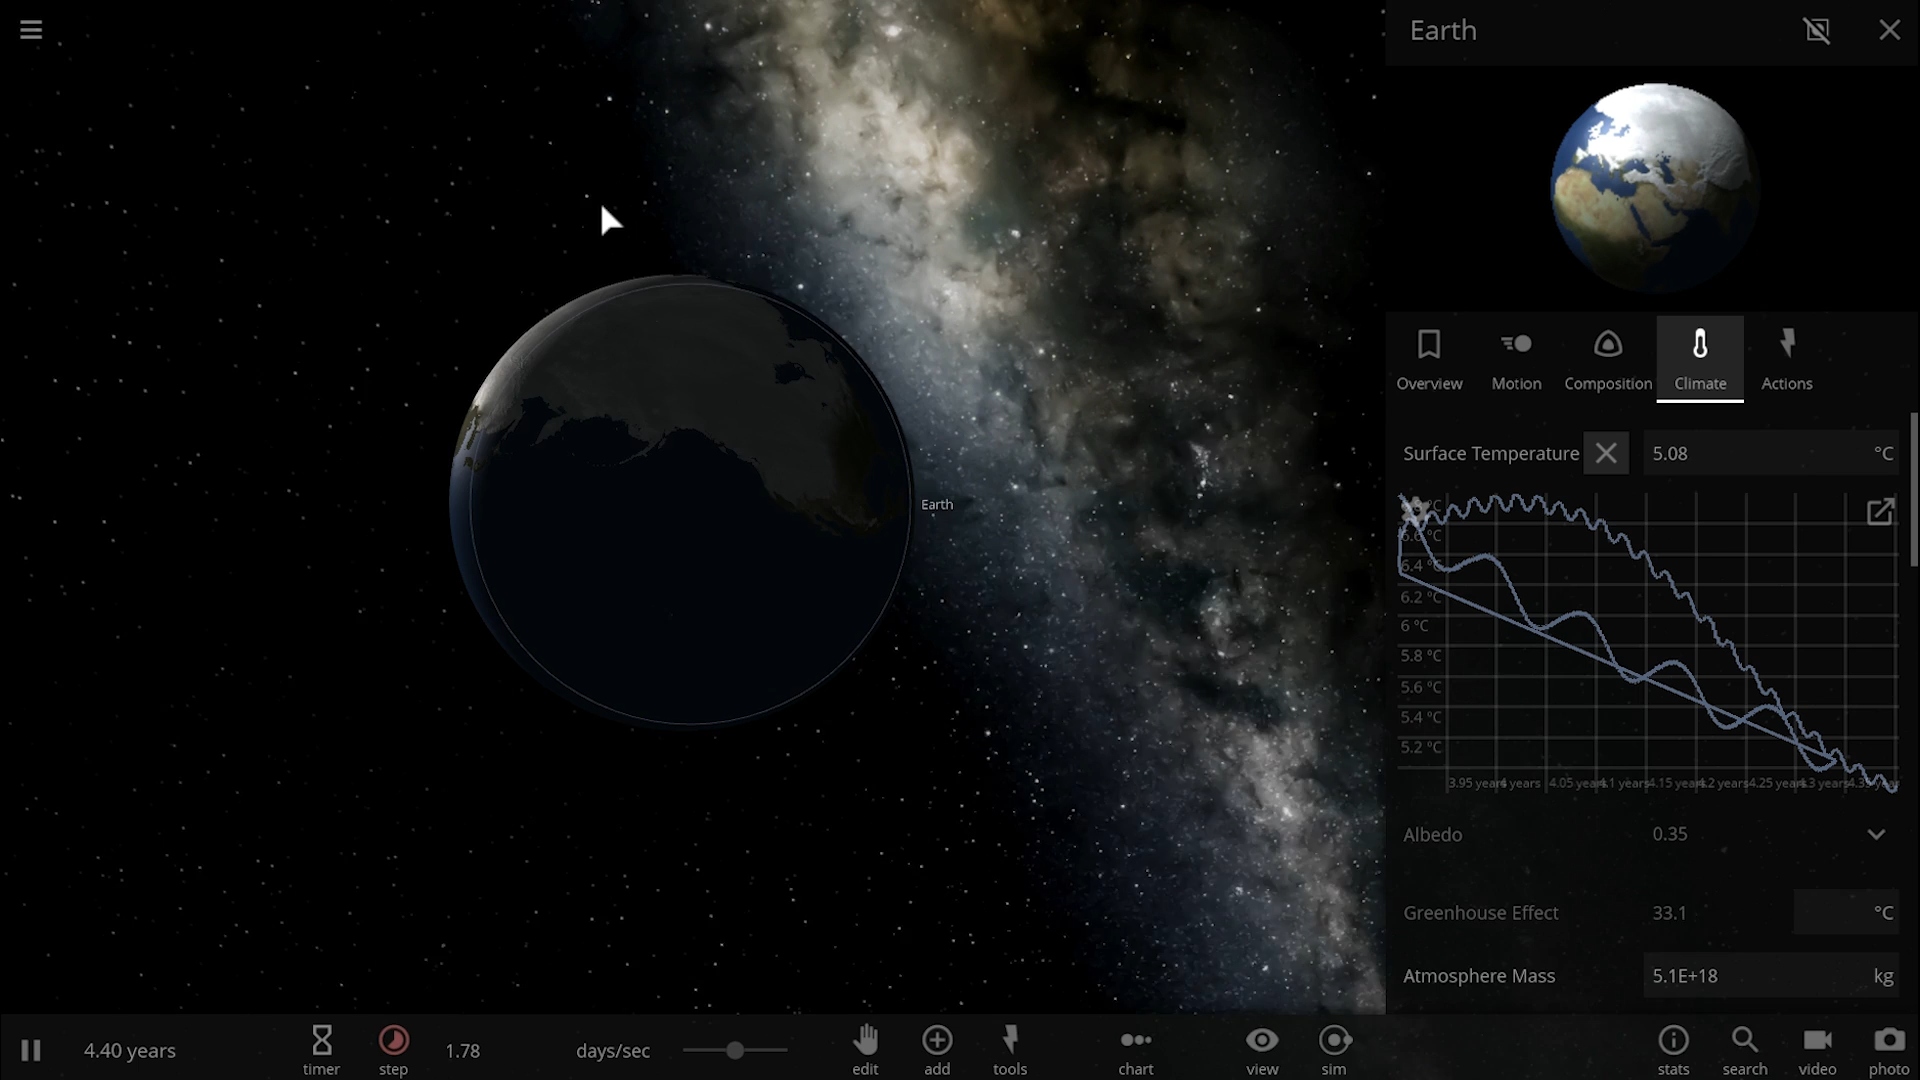 Earth
Overview
Motion
Composition
Climate
Actions
Surface Temperature
5.08
°C
6.6 °C
6.4 °C
6.2 °C
6 °C
5.8 °C
5.6 °C
5.4 °C
5.2 °C
3.95 years
years
4.05 years
years
4.15 years
4.2 years
4.25 years
4.3 years
4.35
Albedo
0.35
Greenhouse Effect
33.1
°C
Atmosphere Mass
5.1E+18
kg
Earth
4.40 years
timer
step
1.78
days/sec
edit
add
tools
chart
view
sim
stats
search
video
photo